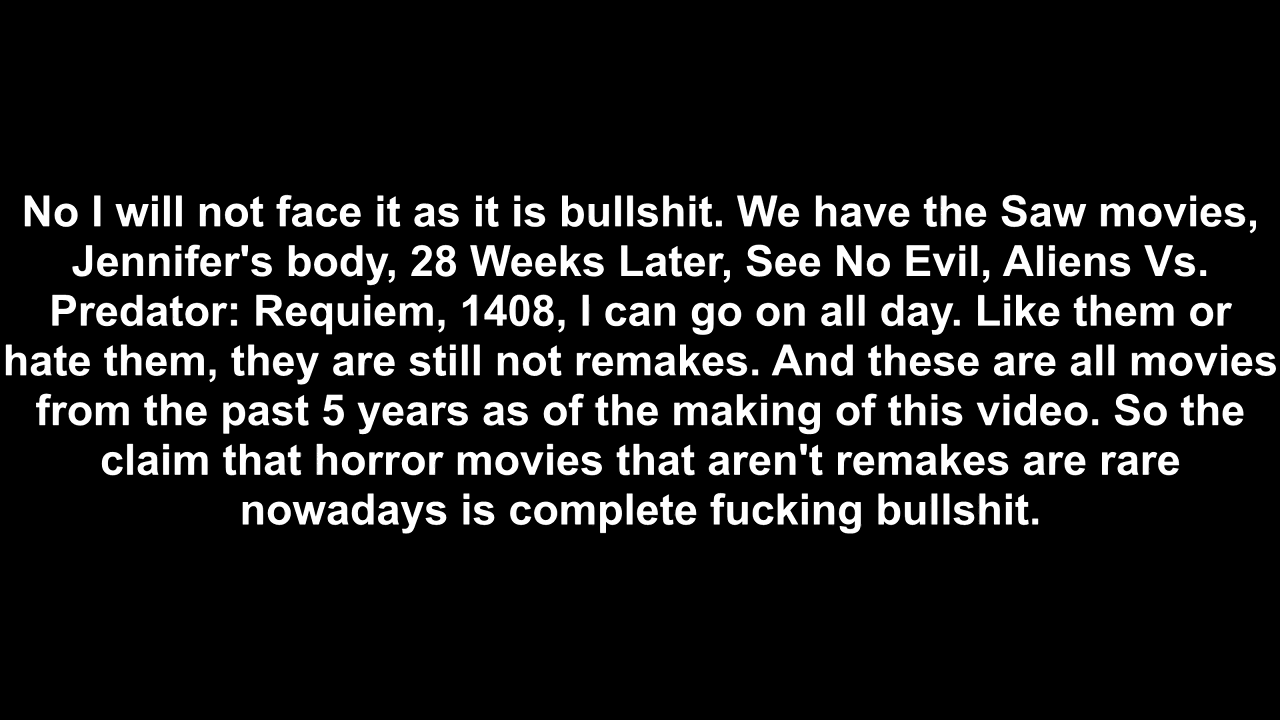 No I will not face it as it is bullshit. We have the Saw movies,
Jennifer's body, 28 Weeks Later, See No Evil, Aliens Vs.
Predator: Requiem, 1408, I can go on all day. Like them or
hate them, they are still not remakes. And these are all movies
from the past 5 years as of the making of this video. So the
claim that horror movies that aren't remakes are rare
nowadays is complete fucking bullshit.